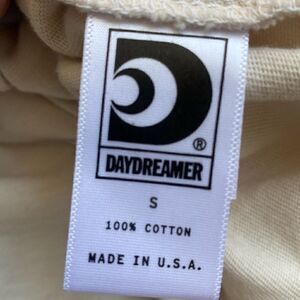 D®
DAYDREAMER
S
100% COTTON
MADE IN U.S.A.